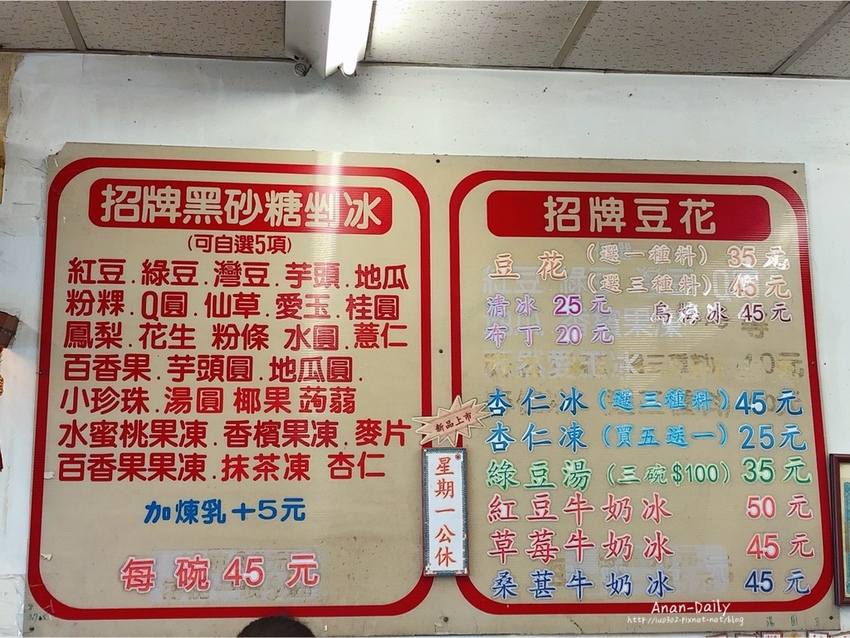 招牌黑砂糖剉冰
(可自選5項)
紅豆.綠豆.灣豆.芋頭.地瓜
粉粿.Q圓.仙草.愛玉.桂圓
鳳梨.花生 粉條 水圓.薏仁
百香果.芋頭圓.地瓜圓.
小珍珠.湯圓 椰果 蒟蒻
水蜜桃果凍.香檳果凍.麥片
百香果果凍.抹茶凍 杏仁
加煉乳+5元
每碗45元
新品上市
星期一公休
招牌豆花
豆花(選一種料)35元
(選三種料)45元
清冰 25元 烏梅冰 45元
布丁 20元
杏仁冰(選三種料)45元
杏仁凍(買五送一)25元
綠豆湯(三碗$100)35元
紅豆牛奶冰 50元
草莓牛奶冰 45元
桑葚牛奶冰 45元
Anan-Daily
http://iuo302.pixnet.net/blog